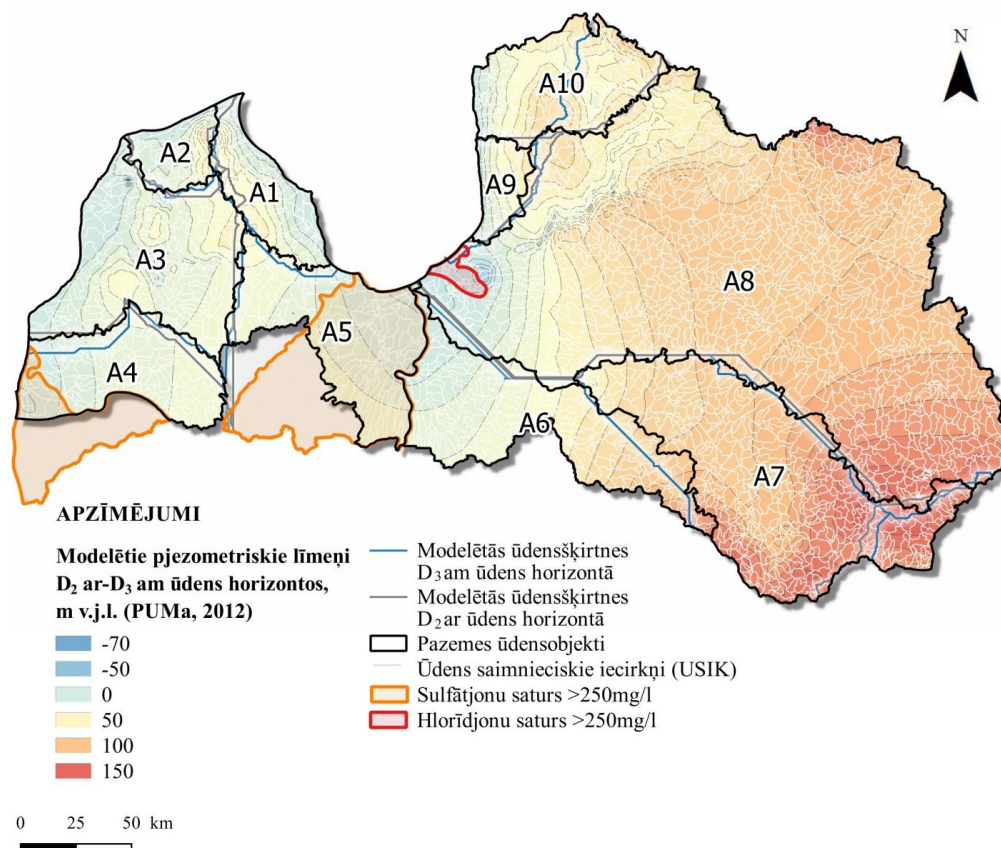 N
A10
A2
A9
A1
A3
A8
A5
A4
A6
A7
APZĪMĒJUMI
Modelētie pjezometriskie līmeņi
D₂ ar-D₃ am ūdens horizontos,
m v.j.l. (PUMa, 2012)
-70
-50
0
50
100
150
Modelētās ūdensšķirtnes
D₃am ūdens horizontā
Modelētās ūdensšķirtnes
D₂ar ūdens horizontā
Pazemes ūdensobjekti
Ūdens saimnieciskie iecirkņi (USIK)
Sulfātjonu saturs >250mg/l
Hlorīdjonu saturs >250mg/l
0 25 50 km